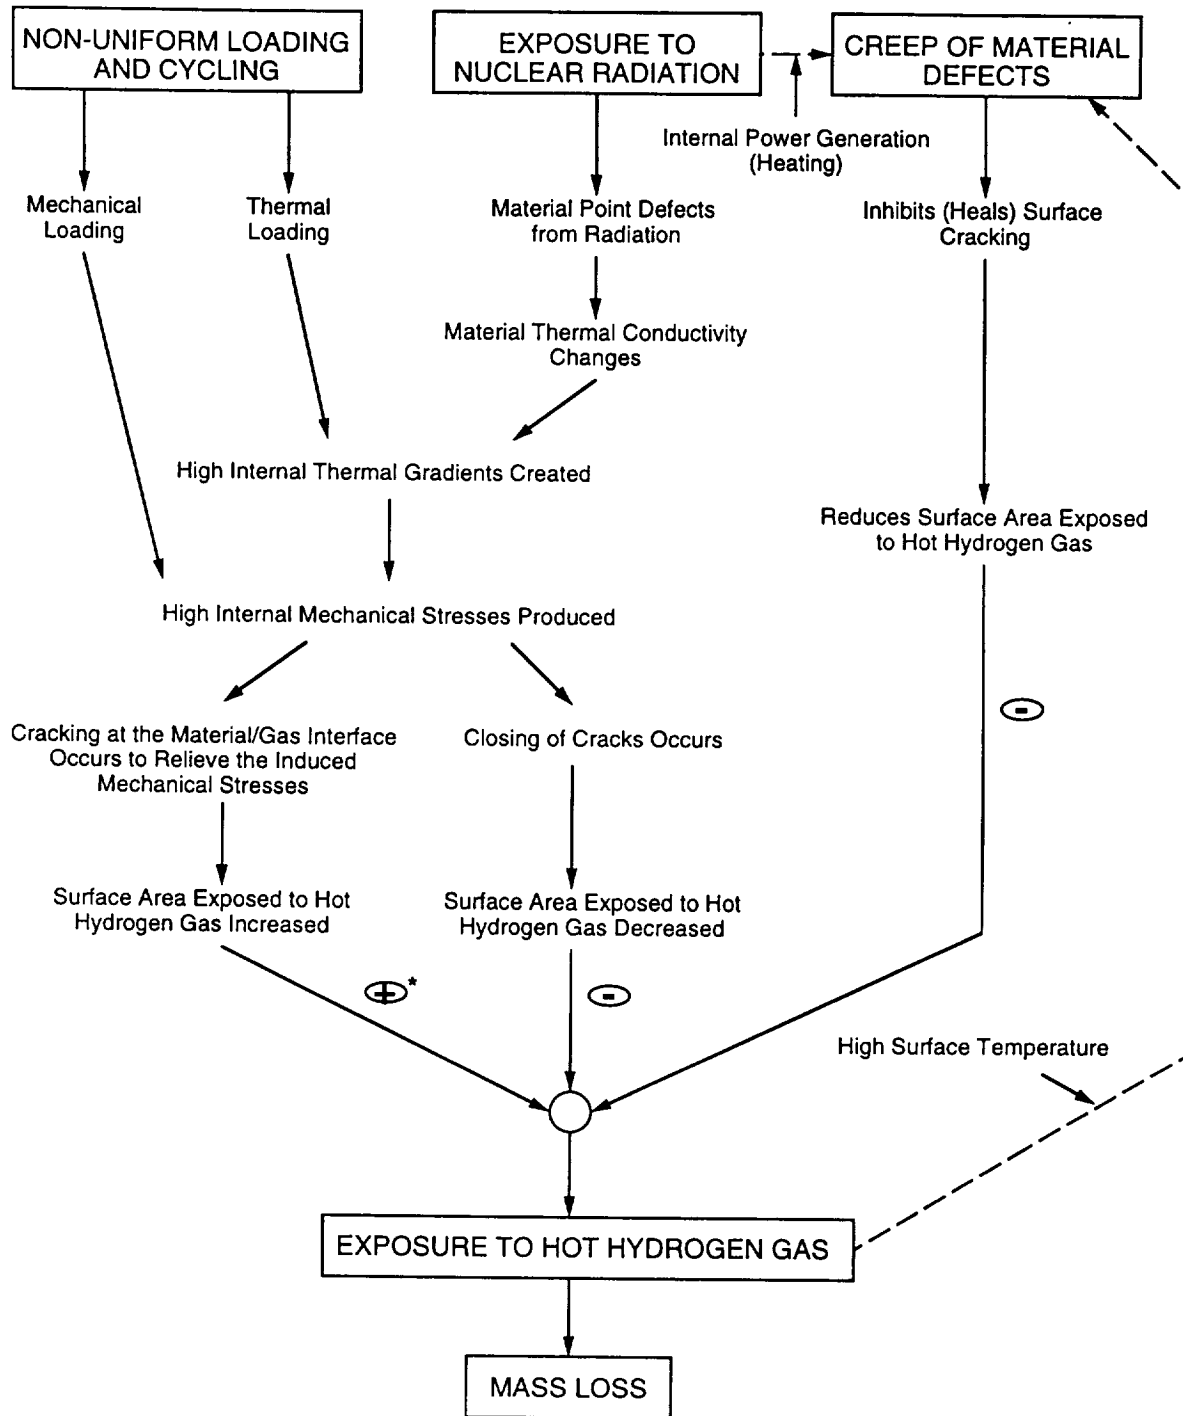 NON-UNIFORM LOADING
AND CYCLING
EXPOSURE TO
NUCLEAR RADIATION
CREEP OF MATERIAL
DEFECTS
Internal Power Generation
(Heating)
Mechanical
Loading
Thermal
Loading
Material Point Defects
from Radiation
Inhibits (Heals) Surface
Cracking
Material Thermal Conductivity
Changes
High Internal Thermal Gradients Created
Reduces Surface Area Exposed
to Hot Hydrogen Gas
High Internal Mechanical Stresses Produced
-
Cracking at the Material/Gas Interface
Occurs to Relieve the Induced
Mechanical Stresses
Closing of Cracks Occurs
Surface Area Exposed to Hot
Hydrogen Gas Increased
Surface Area Exposed to Hot
Hydrogen Gas Decreased
+*
-
High Surface Temperature
EXPOSURE TO HOT HYDROGEN GAS
MASS LOSS